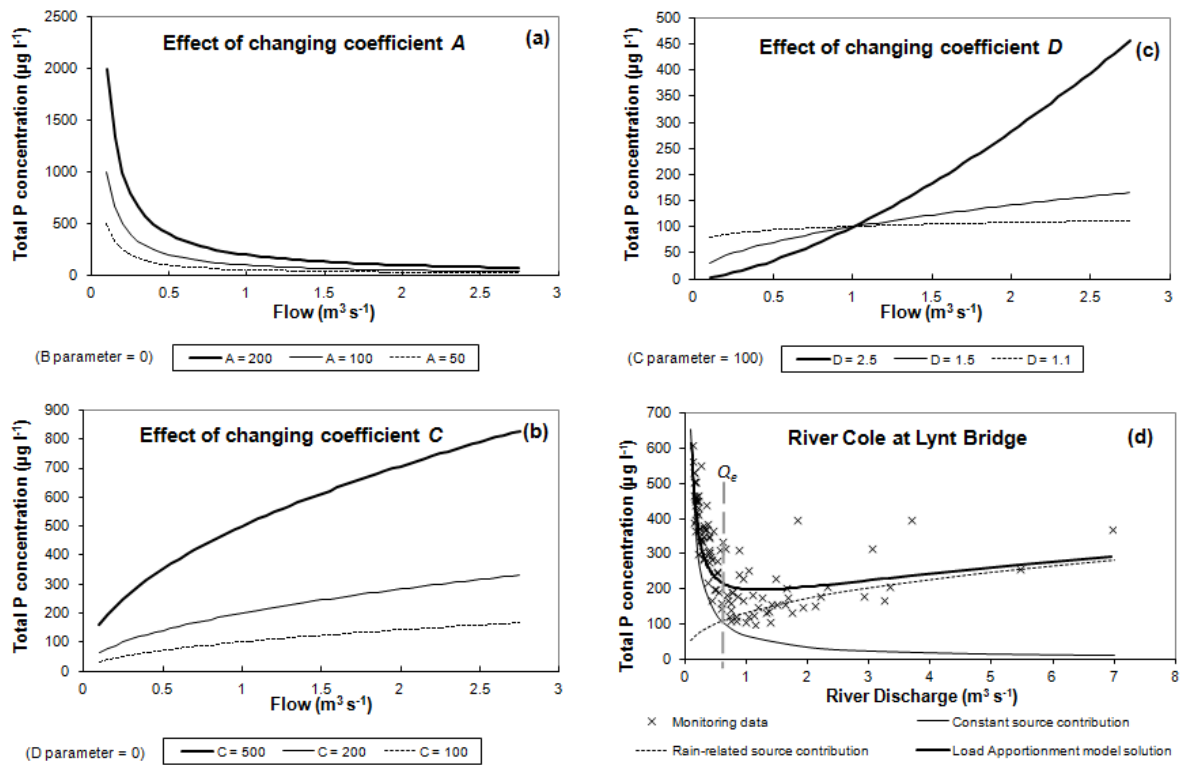 Effect of changing coefficient A
(a)
Total P concentration (µg l-1)
2500
2000
1500
1000
500
0
0 0.5 1 1.5 2 2.5 3
Flow (m3 s-1)
(B parameter = 0)
A = 200 A = 100 A = 50
Effect of changing coefficient D
(c)
Total P concentration (µg l-1)
500
450
400
350
300
250
200
150
100
50
0
0 0.5 1 1.5 2 2.5 3
Flow (m3 s-1)
(C parameter = 100)
D = 2.5 D = 1.5 D = 1.1
Effect of changing coefficient C
(b)
Total P concentration (µg l-1)
900
800
700
600
500
400
300
200
100
0
0 0.5 1 1.5 2 2.5 3
Flow (m3 s-1)
(D parameter = 0)
C = 500 C = 200 C = 100
River Cole at Lynt Bridge
(d)
Qe
Total P concentration (µg l-1)
700
600
500
400
300
200
100
0
0 1 2 3 4 5 6 7 8
River Discharge (m3 s-1)
Monitoring data
Constant source contribution
Rain-related source contribution
Load Apportionment model solution